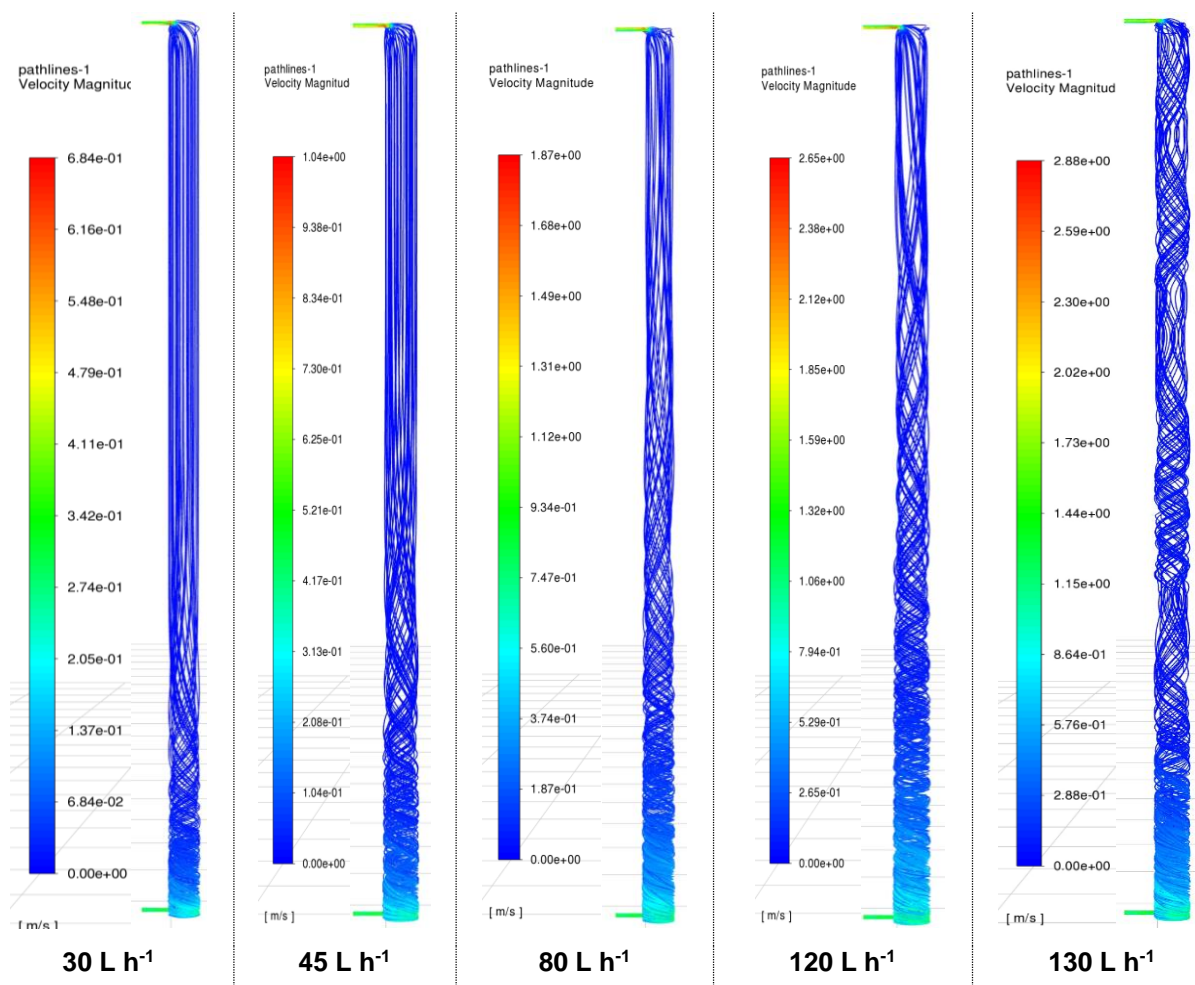 pathlines-1
Velocity Magnituc
6.84e-01
6.16e-01
5.48e-01
4.79e-01
4.11e-01
3.42e-01
2.74e-01
2.05e-01
1.37e-01
6.84e-02
0.00e+00
[ m/s ]
30 L h-1
pathlines-1
Velocity Magnitud
1.04e+00
9.38e-01
8.34e-01
7.30e-01
6.25e-01
5.21e-01
4.17e-01
3.13e-01
2.08e-01
1.04e-01
0.00e+00
[ m/s ]
45 L h-1
pathlines-1
Velocity Magnitude
1.87e+00
1.68e+00
1.49e+00
1.31e+00
1.12e+00
9.34e-01
7.47e-01
5.60e-01
3.74e-01
1.87e-01
0.00e+00
[ m/s ]
80 L h-1
pathlines-1
Velocity Magnitude
2.65e+00
2.38e+00
2.12e+00
1.85e+00
1.59e+00
1.32e+00
1.06e+00
7.94e-01
5.29e-01
2.65e-01
0.00e+00
[ m/s ]
120 L h-1
pathlines-1
Velocity Magnitud
2.88e+00
2.59e+00
2.30e+00
2.02e+00
1.73e+00
1.44e+00
1.15e+00
8.64e-01
5.76e-01
2.88e-01
0.00e+00
[ m/s ]
130 L h-1